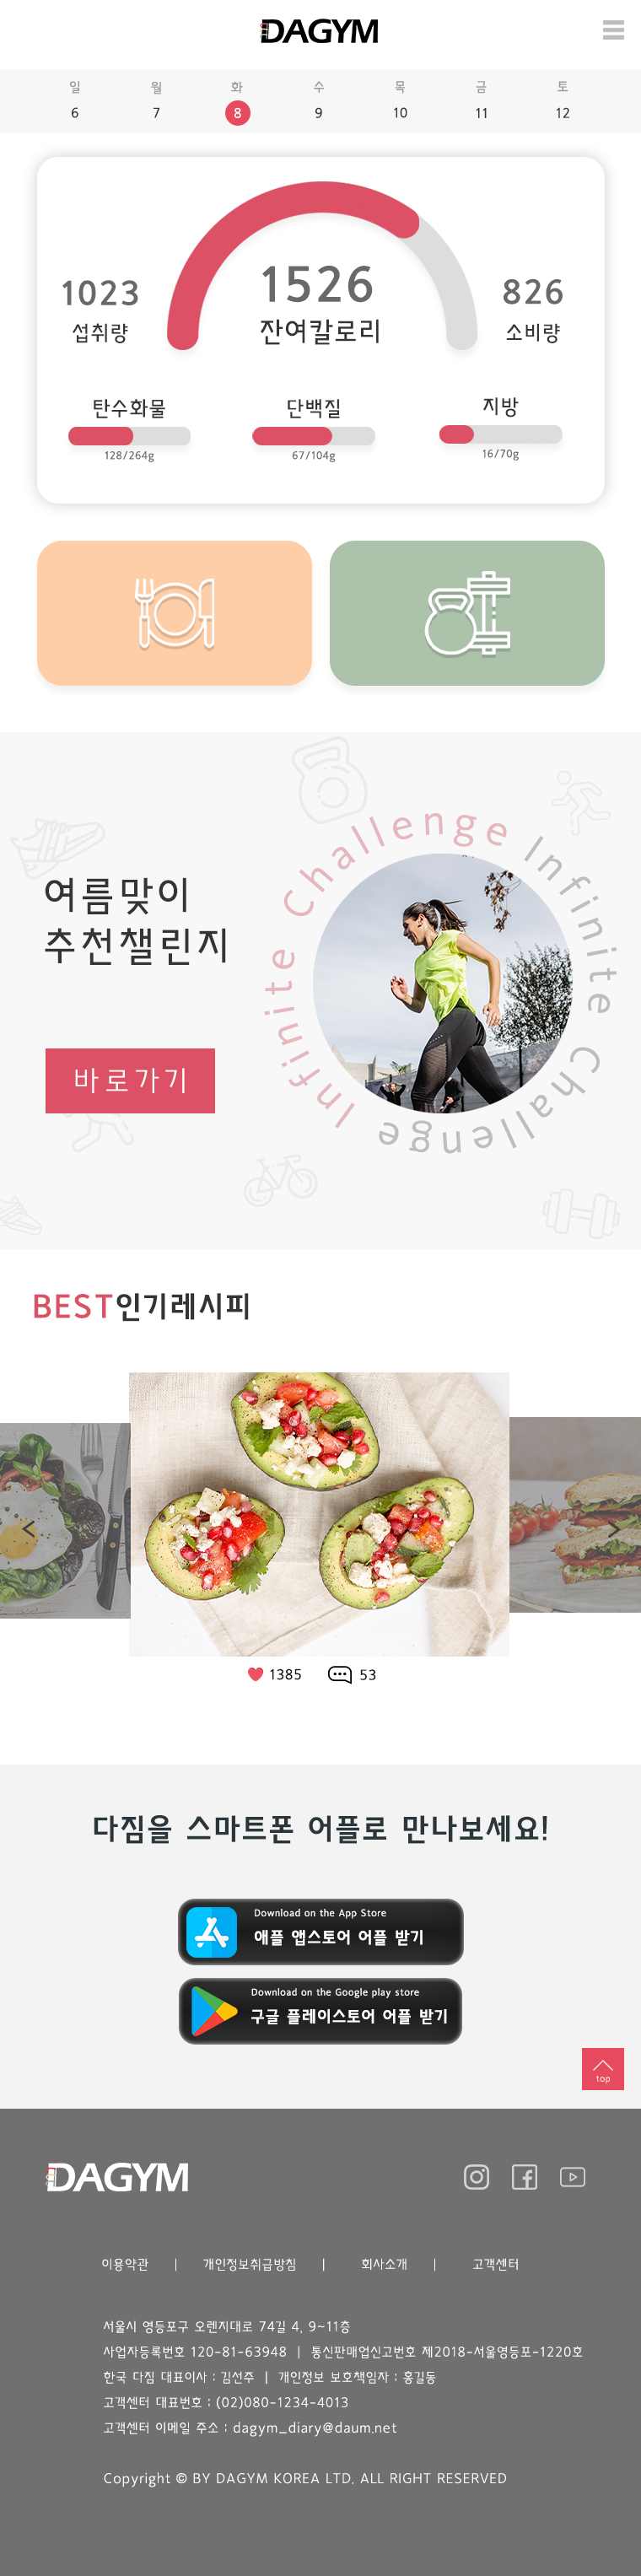 DAGYM
일 월 화 수 목 금 토
6 7 8 9 10 11 12
1526
잔여칼로리
1023
섭취량
826
소비량
탄수화물
128/264g
단백질
67/104g
지방
16/70g
Infinite Challenge Infinite Challenge
여름맞이
추천챌린지
바로가기
BEST인기레시피
<
>
1385 53
다짐을 스마트폰 어플로 만나보세요!
Download on the App Store
애플 앱스토어 어플 받기
Download on the Google play store
구글 플레이스토어 어플 받기
top
DAGYM
이용약관 | 개인정보취급방침 | 회사소개 | 고객센터
서울시 영등포구 오렌지대로 74길 4, 9~11층
사업자등록번호 120-81-63948 | 통신판매업신고번호 제2018-서울영등포-1220호
한국 다짐 대표이사 : 김선주 | 개인정보 보호책임자 : 홍길동
고객센터 대표번호 : (02)080-1234-4013
고객센터 이메일 주소 : dagym_diary@daum.net
Copyright © BY DAGYM KOREA LTD. ALL RIGHT RESERVED